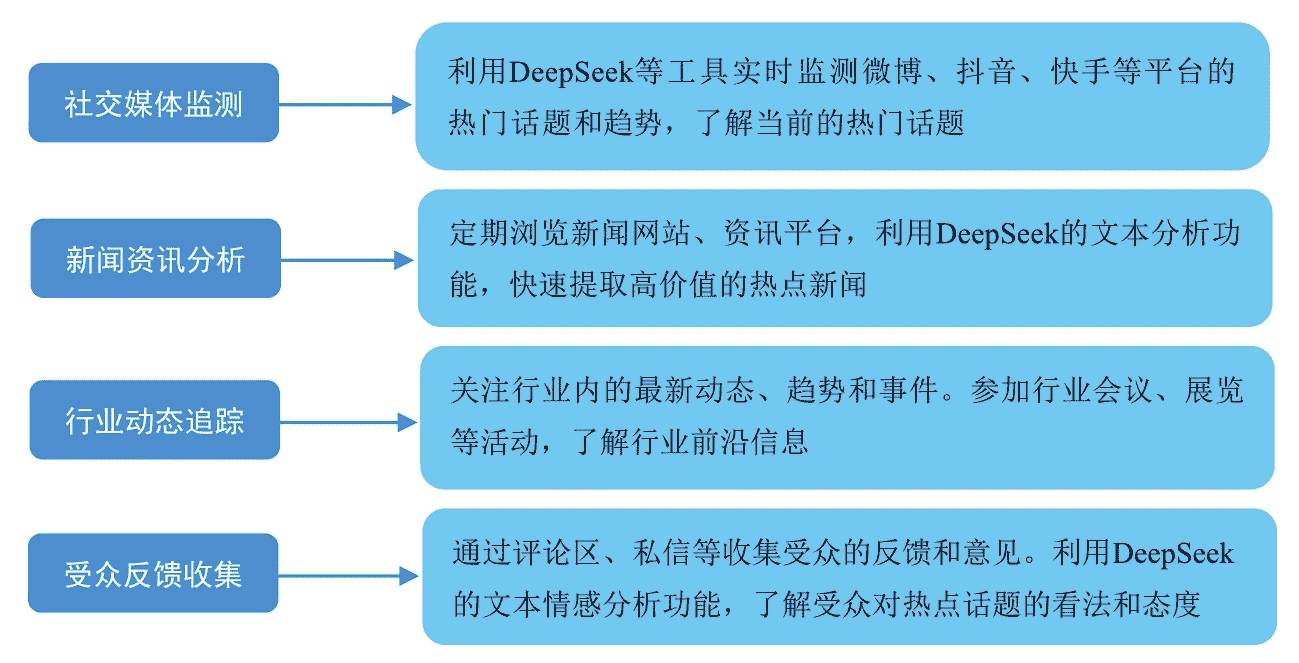 社交媒体监测
利用DeepSeek等工具实时监测微博、抖音、快手等平台的
热门话题和趋势，了解当前的热门话题
新闻资讯分析
定期浏览新闻网站、资讯平台，利用DeepSeek的文本分析功
能，快速提取高价值的热点新闻
行业动态追踪
关注行业内的最新动态、趋势和事件。参加行业会议、展览
等活动，了解行业前沿信息
受众反馈收集
通过评论区、私信等收集受众的反馈和意见。利用DeepSeek
的文本情感分析功能，了解受众对热点话题的看法和态度